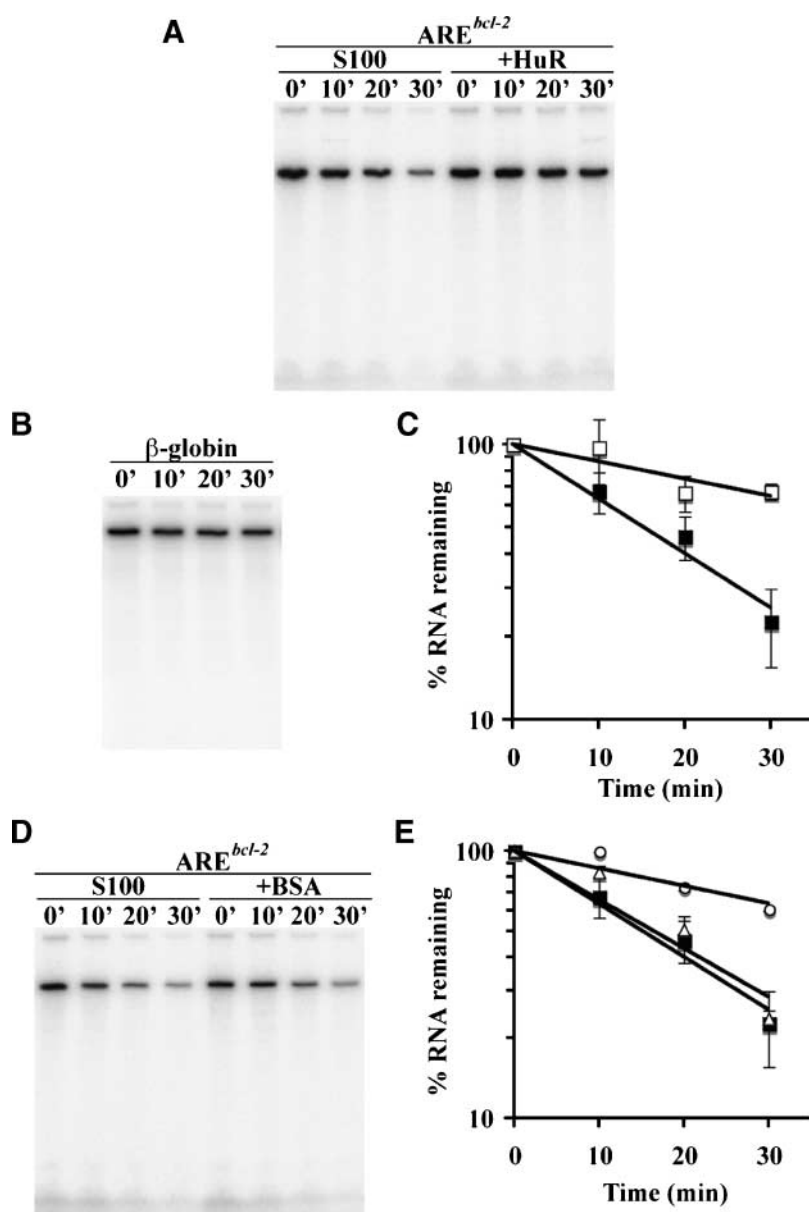 A
ARE bcl-2
S100 +HuR
0' 10' 20' 30' 0' 10' 20' 30'
B
β-globin
0' 10' 20' 30'
C
100
10
% RNA remaining
0 10 20 30
Time (min)
D
ARE bcl-2
S100 +BSA
0' 10' 20' 30' 0' 10' 20' 30'
E
100
10
% RNA remaining
0 10 20 30
Time (min)